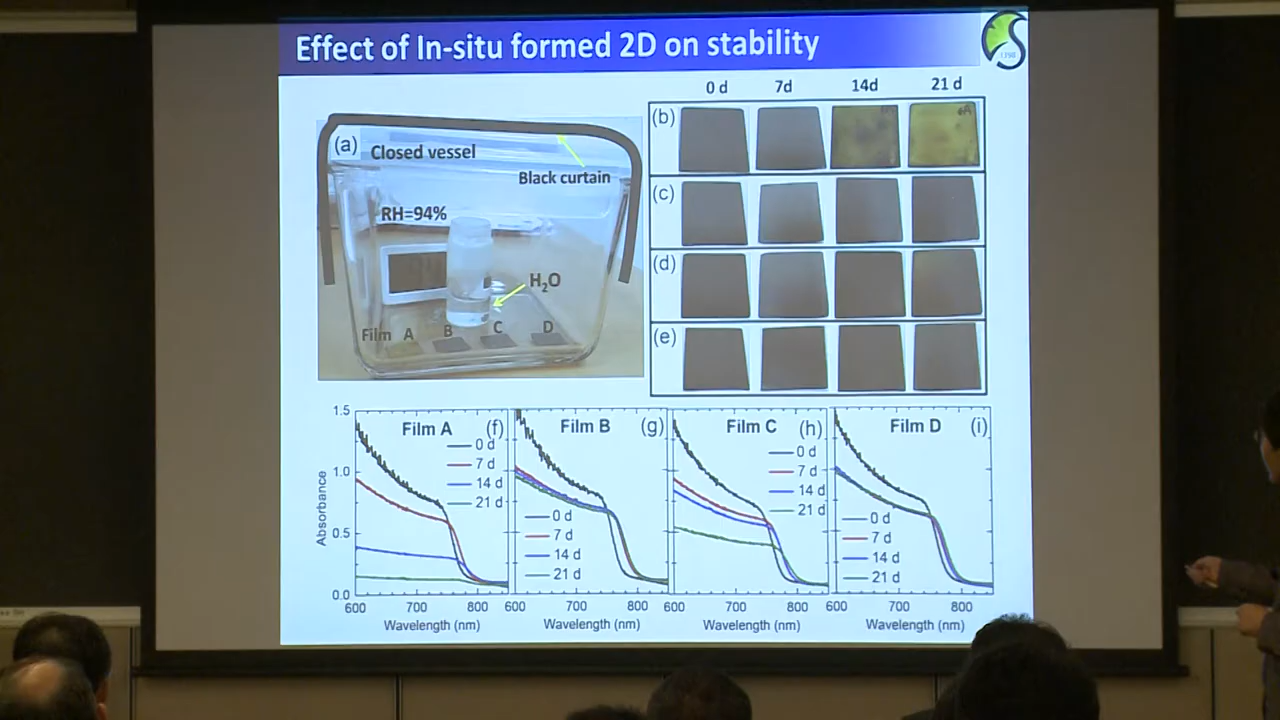 Effect of In-situ formed 2D on stability
1398
0 d 7d 14d 21 d
(a)
Closed vessel
Black curtain
RH=94%
H₂O
Film A B C D
(b)
(c)
(d)
(e)
Film A (f)
0 d
7 d
14 d
21 d
Film B (g)
0 d
7 d
14 d
21 d
Film C (h)
0 d
7 d
14 d
21 d
Film D (i)
0 d
7 d
14 d
21 d
Absorbance
1.5
1.0
0.5
0.0
600 700 800 600 700 800 600 700 800 600 700 800
Wavelength (nm) Wavelength (nm) Wavelength (nm) Wavelength (nm)